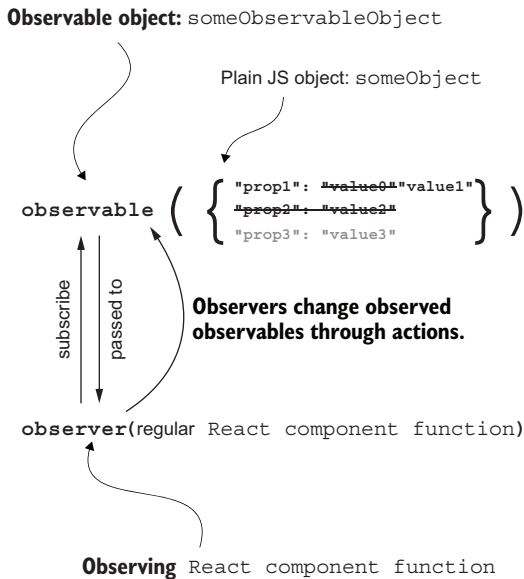 Observable object: someObservableObject
Plain JS object: someObject
"prop1": "value0""value1"
observable ( { "prop2": "value2" } )
"prop3": "value3"
subscribe
passed to
Observers change observed
observables through actions.
observer(regular React component function)
Observing React component function